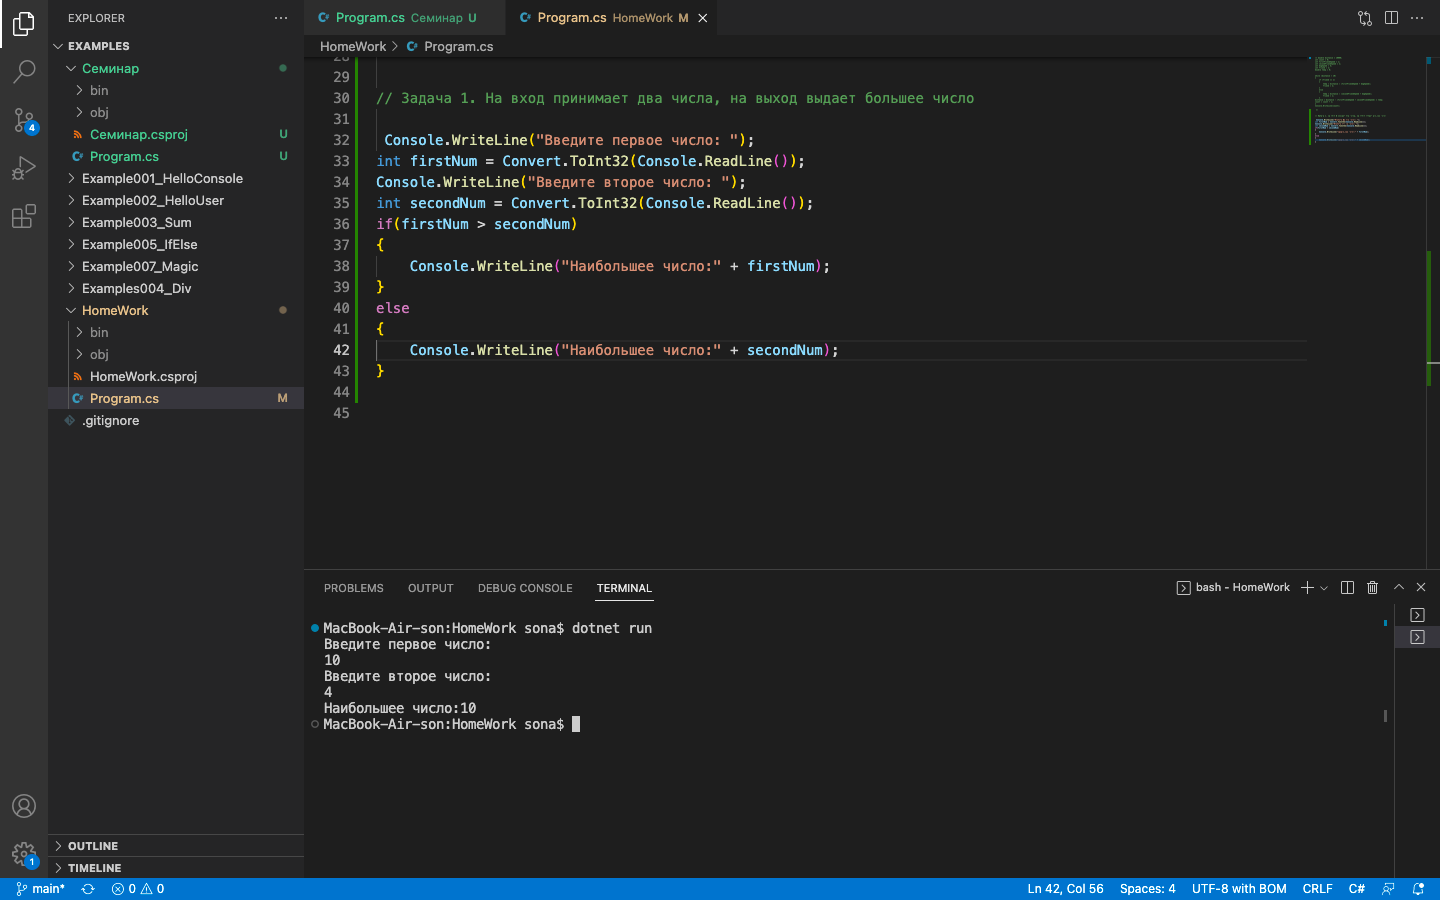 EXPLORER
EXAMPLES
Семинар
bin
obj
Семинар.csproj U
Program.cs U
Example001_HelloConsole
Example002_HelloUser
Example003_Sum
Example005_IfElse
Example007_Magic
Examples004_Div
HomeWork
bin
obj
HomeWork.csproj
Program.cs M
.gitignore
OUTLINE
TIMELINE
4
1
Program.cs Семинар U
Program.cs HomeWork M
HomeWork > Program.cs
28
29
30 // Задача 1. На вход принимает два числа, на выход выдает большее число
31
32 Console.WriteLine("Введите первое число: ");
33 int firstNum = Convert.ToInt32(Console.ReadLine());
34 Console.WriteLine("Введите второе число: ");
35 int secondNum = Convert.ToInt32(Console.ReadLine());
36 if(firstNum > secondNum)
37 {
38 Console.WriteLine("Наибольшее число:" + firstNum);
39 }
40 else
41 {
42 Console.WriteLine("Наибольшее число:" + secondNum);
43 }
44
45
PROBLEMS OUTPUT DEBUG CONSOLE TERMINAL
bash - HomeWork
MacBook-Air-son:HomeWork sona$ dotnet run
Введите первое число:
10
Введите второе число:
4
Наибольшее число:10
MacBook-Air-son:HomeWork sona$
main* 0 0 Ln 42, Col 56 Spaces: 4 UTF-8 with BOM CRLF C#